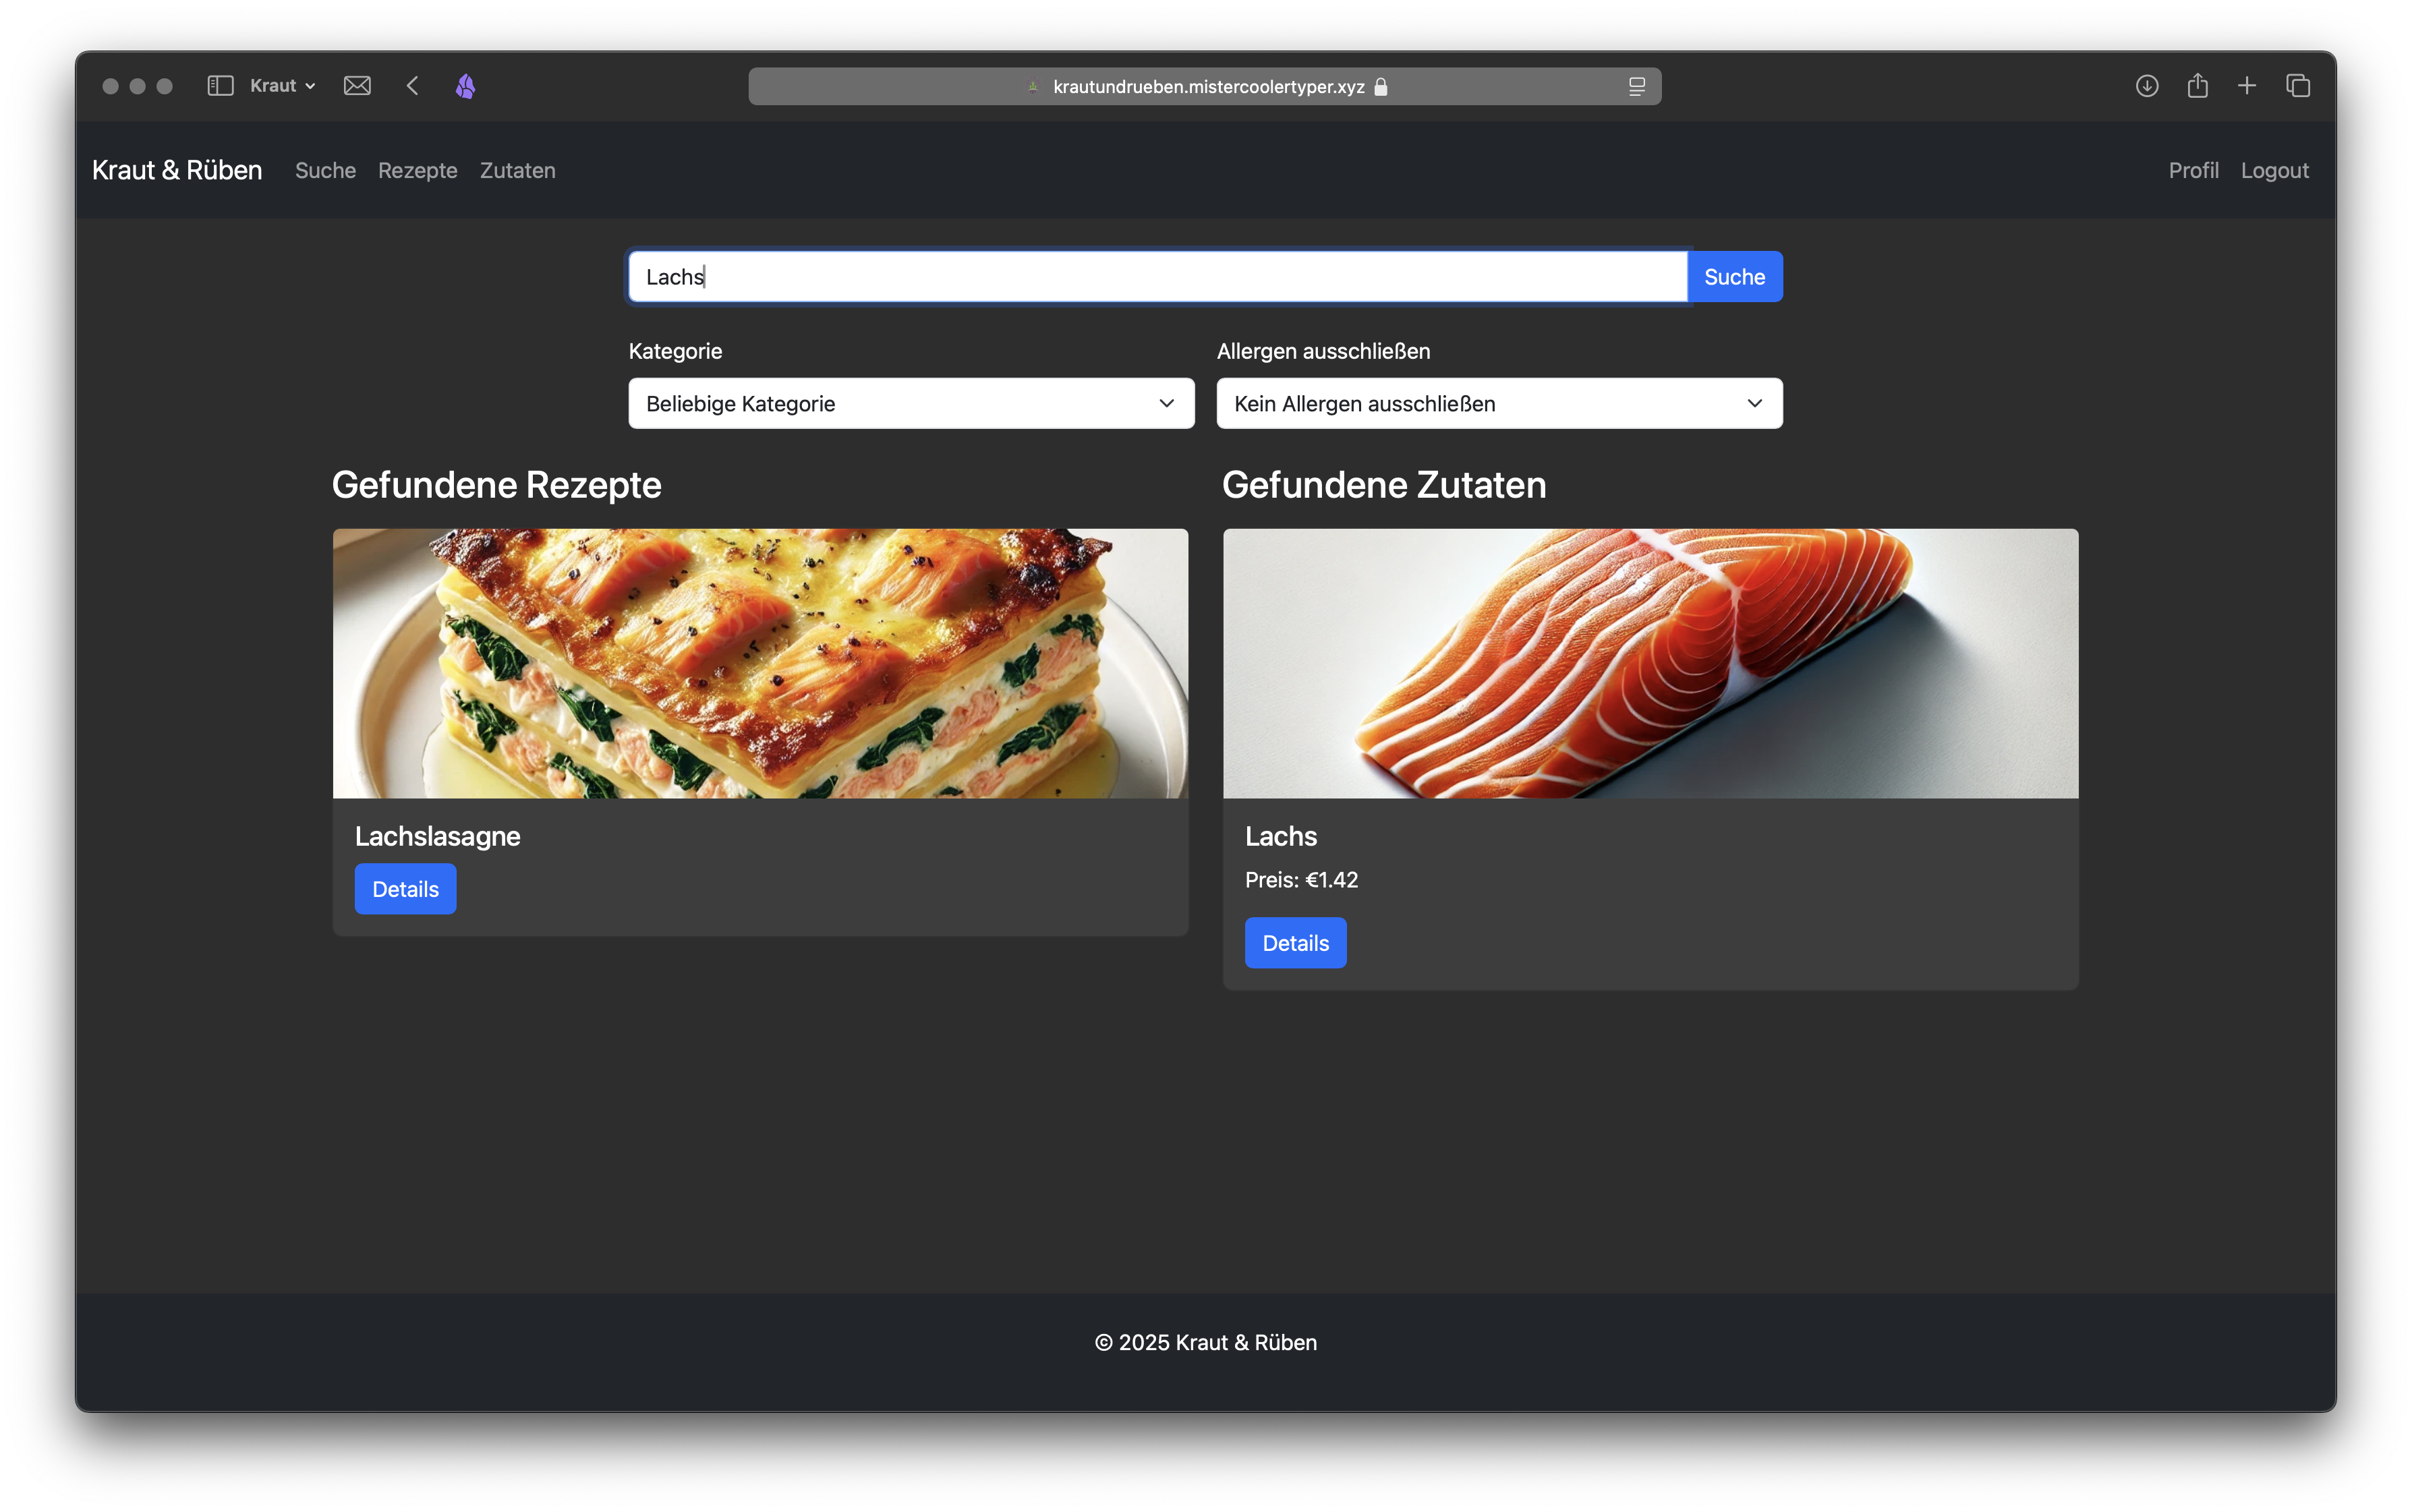 Kraut
krautundrueben.mistercoolertyper.xyz
Kraut & Rüben Suche Rezepte Zutaten Profil Logout
Lachs Suche
Kategorie Allergen ausschließen
Beliebige Kategorie Kein Allergen ausschließen
Gefundene Rezepte Gefundene Zutaten
Lachslasagne
Details
Lachs
Preis: €1.42
Details
© 2025 Kraut & Rüben